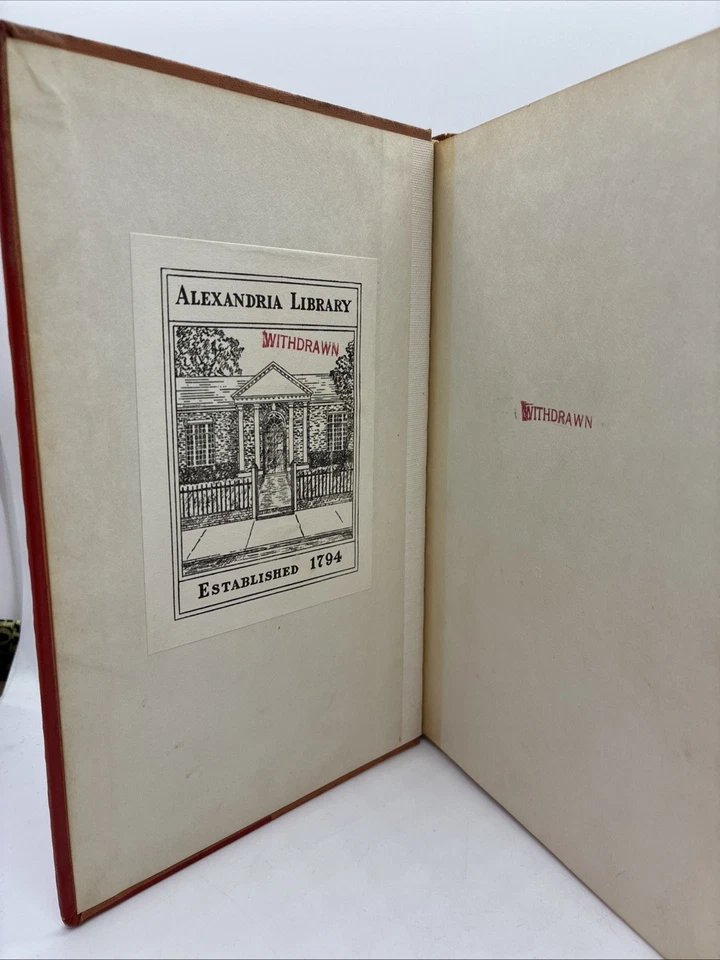 ALEXANDRIA LIBRARY
WITHDRAWN
ESTABLISHED 1794
WITHDRAWN